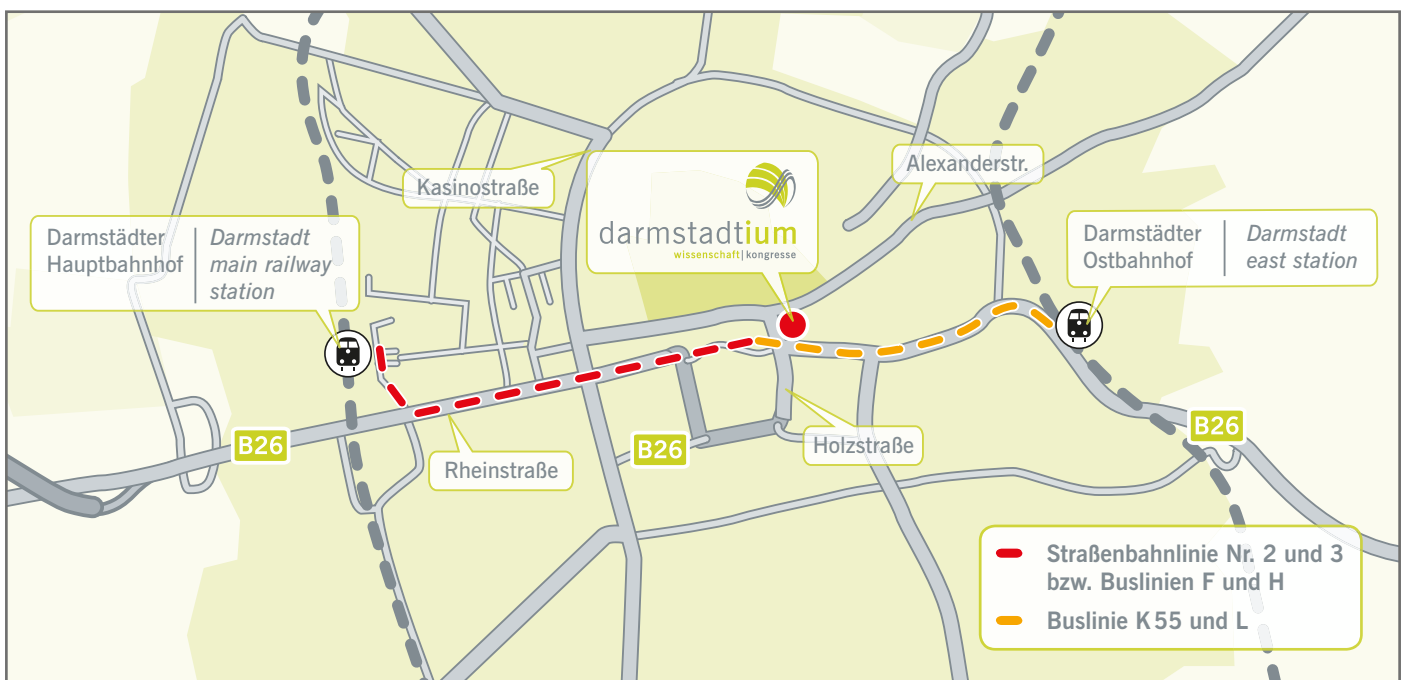 Kasinostraße
Alexanderstr.
darmstadtium
wissenschaft|kongresse
Darmstädter
Hauptbahnhof
Darmstadt
main railway
station
Darmstädter
Ostbahnhof
Darmstadt
east station
B26
B26
B26
Rheinstraße
Holzstraße
Straßenbahnlinie Nr. 2 und 3
bzw. Buslinien F und H
Buslinie K 55 und L